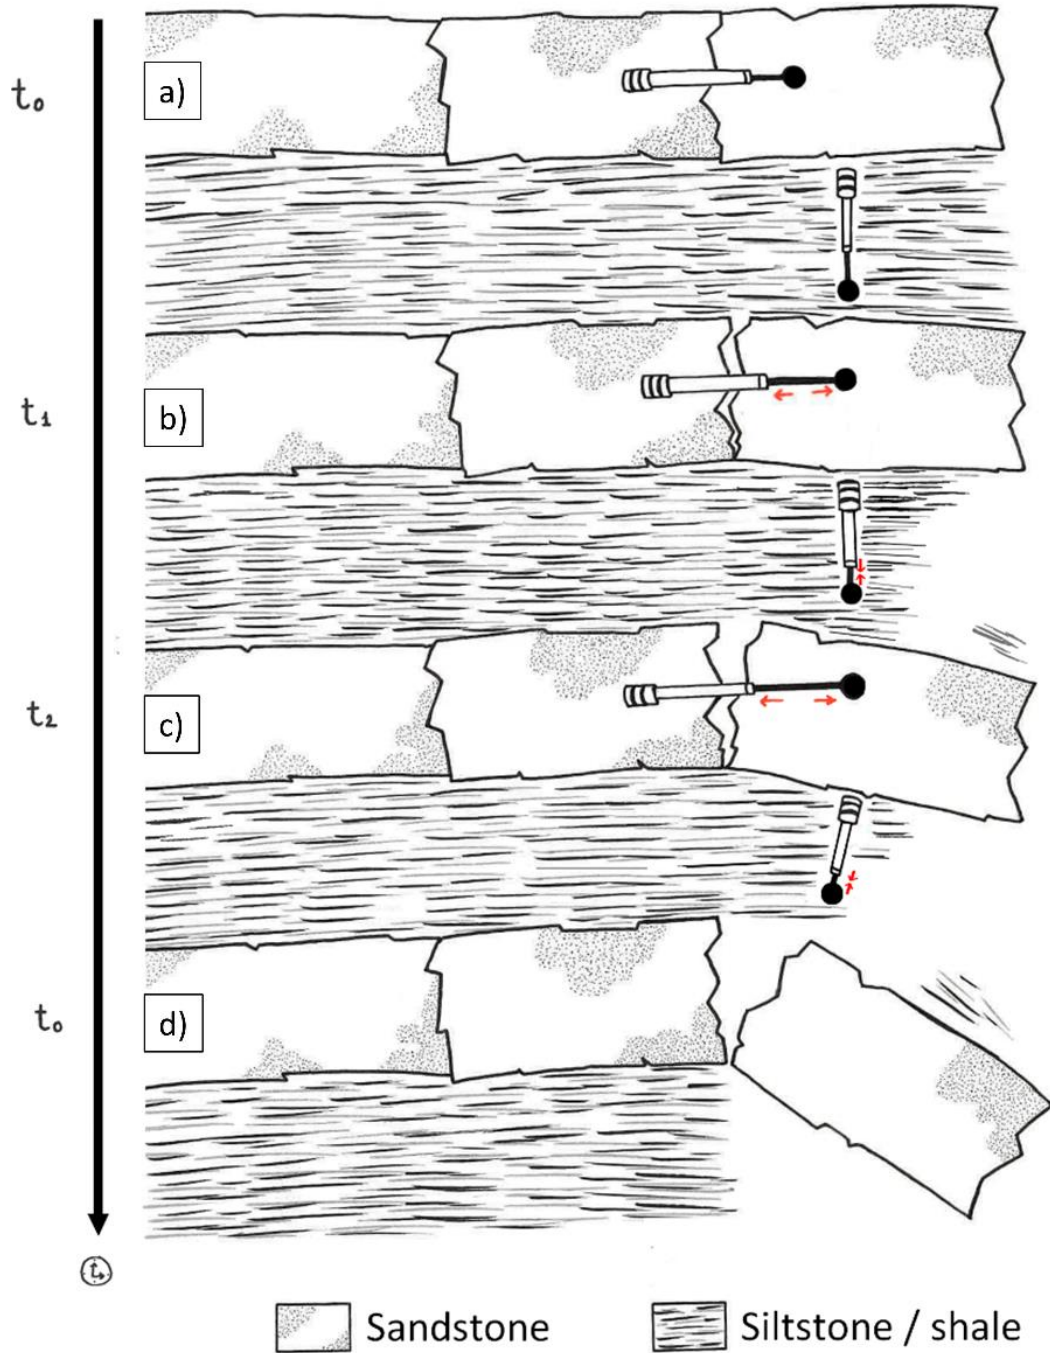 a)
t₀
b)
t₁
c)
t₂
d)
t₀
t
Sandstone
Siltstone / shale